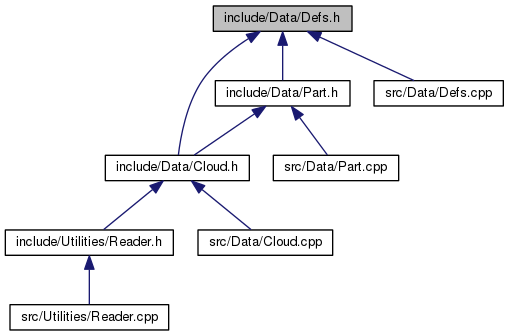 include/Data/Defs.h
include/Data/Part.h
src/Data/Defs.cpp
include/Data/Cloud.h
src/Data/Part.cpp
include/Utilities/Reader.h
src/Data/Cloud.cpp
src/Utilities/Reader.cpp